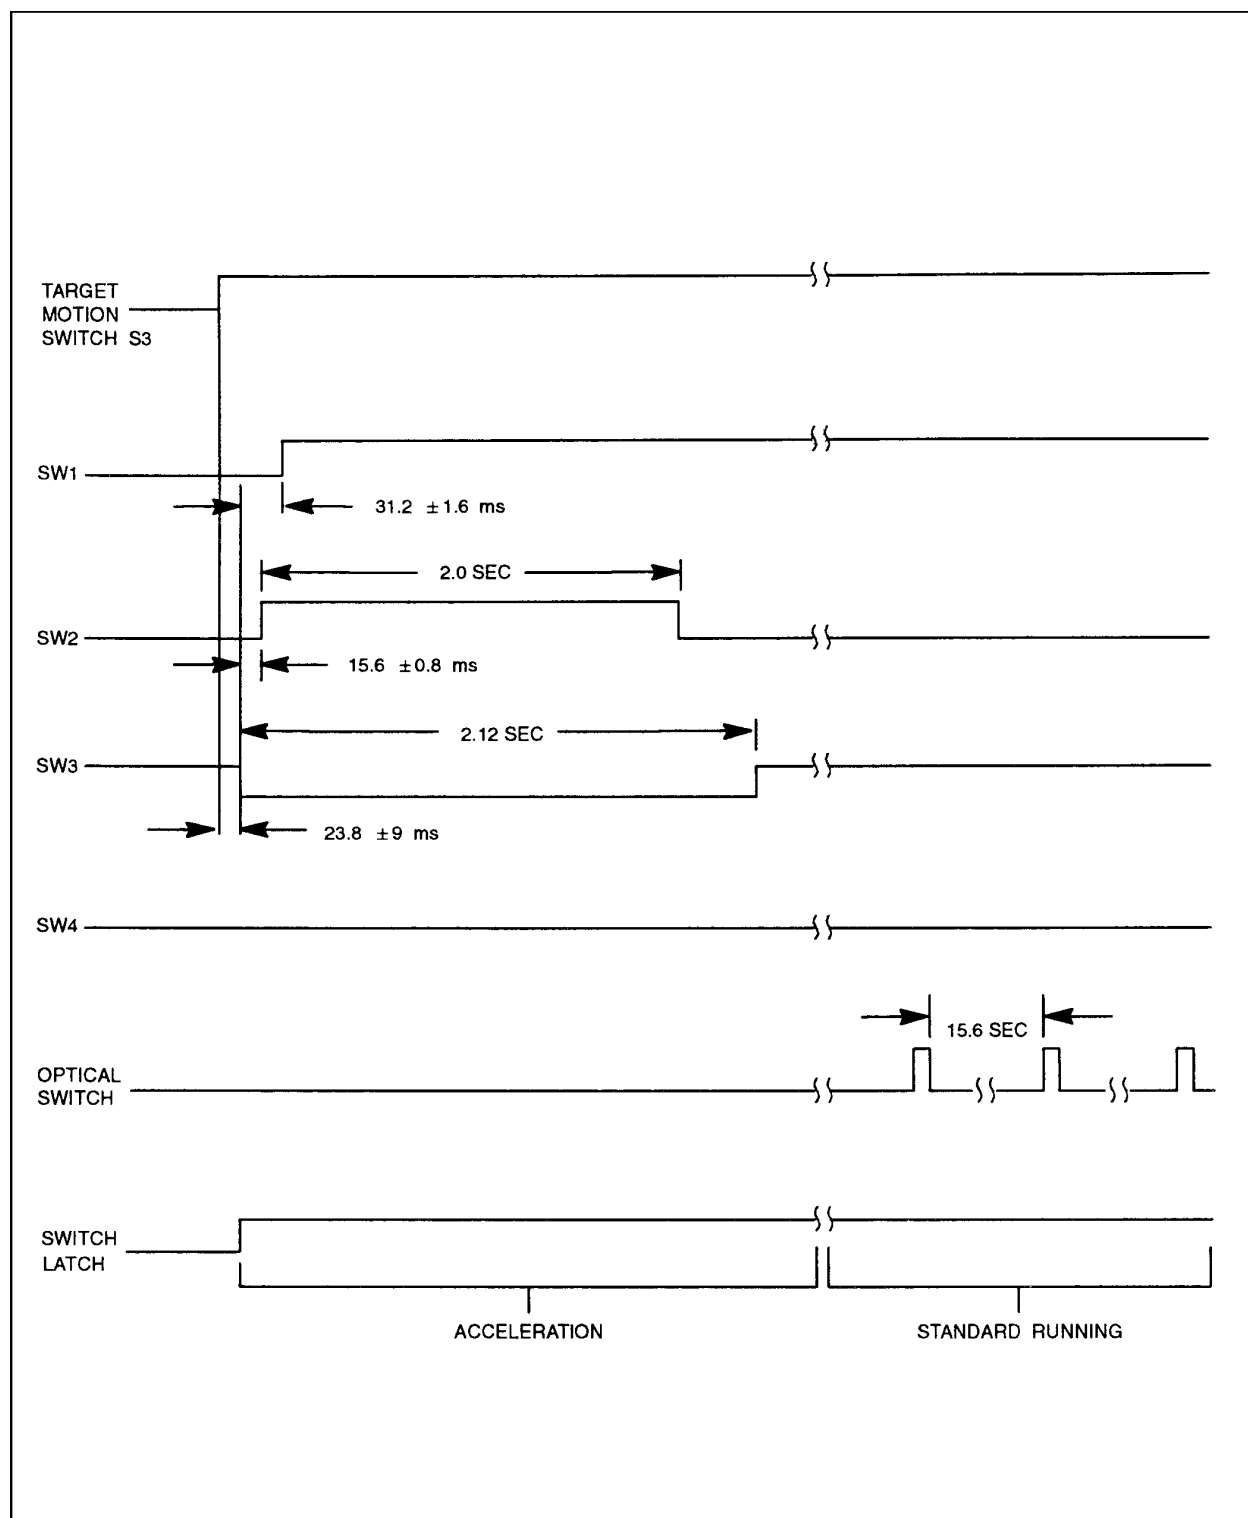 TARGET
MOTION
SWITCH S3
SW1
31.2 ±1.6 ms
2.0 SEC
SW2
15.6 ±0.8 ms
2.12 SEC
SW3
23.8 ±9 ms
SW4
15.6 SEC
OPTICAL
SWITCH
SWITCH
LATCH
ACCELERATION
STANDARD RUNNING